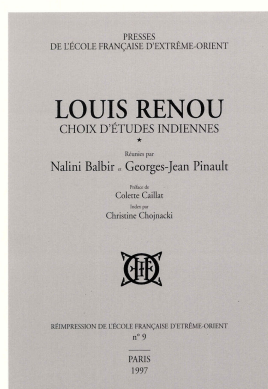 PRESSES
DE L'ÉCOLE FRANÇAISE D'EXTRÊME-ORIENT
LOUIS RENOU
CHOIX D'ÉTUDES INDIENNES
*
Réunies par
Nalini Balbir et Georges-Jean Pinault
Préface de
Colette Caillat
Index par
Christine Chojnacki
RÉIMPRESSION DE L'ÉCOLE FRANÇAISE D'ETRÊME-ORIENT
n° 9
PARIS
1997